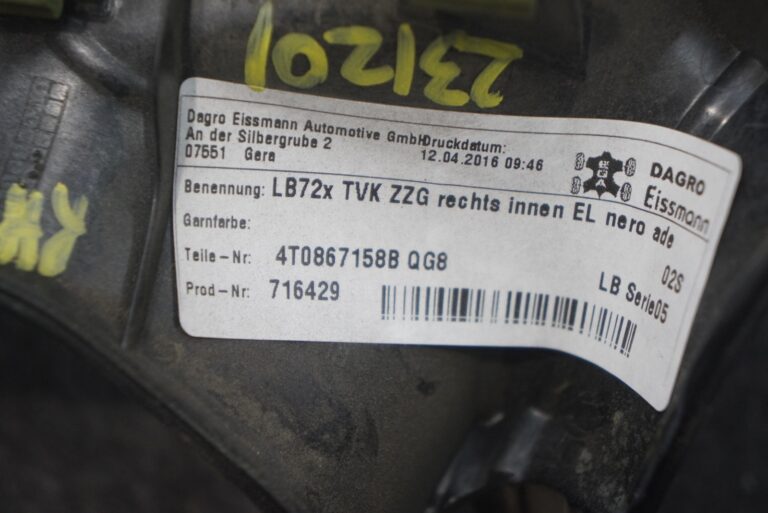 231201
Dagro Eissmann Automotive GmbH
Druckdatum:
An der Silbergrube 2
12.04.2016 09:46
07551 Gera
DAGRO
Eissmann
Benennung: LB72x TVK ZZG rechts innen EL nero ade
Garnfarbe:
02S
Teile-Nr: 4T0867158B QG8
LB Serie05
Prod-Nr: 716429